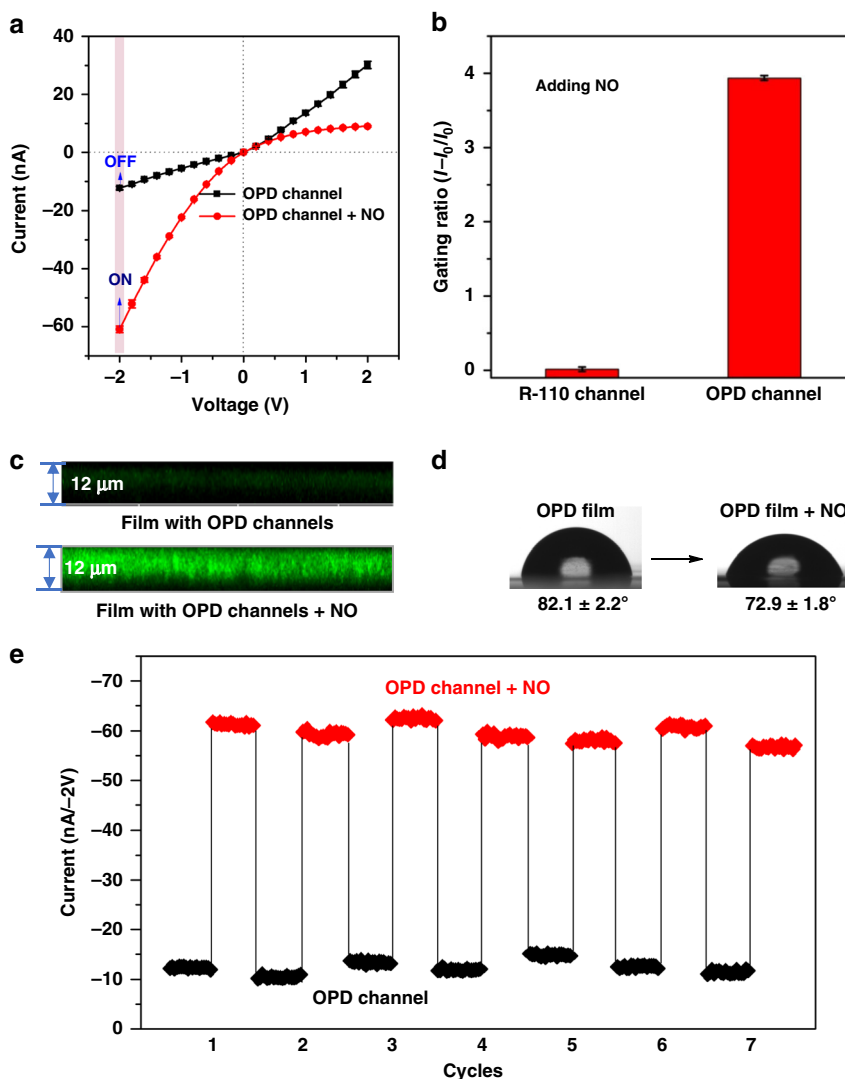 a
40
20
0
−20
−40
−60
Current (nA)
OFF
ON
OPD channel
OPD channel + NO
−2
−1
0
1
2
Voltage (V)
b
4
3
2
4
1
0
Gating ratio (I–I0/I0)
Adding NO
R-110 channel
OPD channel
c
12 μm
Film with OPD channels
12 μm
Film with OPD channels + NO
d
OPD film
OPD film + NO
82.1 ± 2.2°
72.9 ± 1.8°
e
−70
−60
−50
−40
−30
−20
−10
0
Current (nA/−2V)
OPD channel + NO
OPD channel
1
2
3
4
5
6
7
Cycles